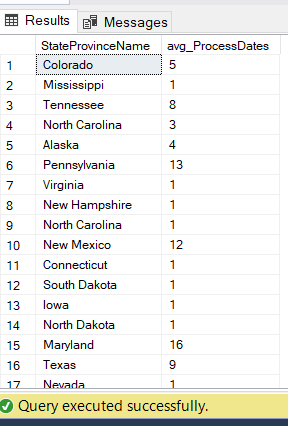 Results Messages
StateProvinceName avg_ProcessDates
1 Colorado 5
2 Mississippi 1
3 Tennessee 8
4 North Carolina 3
5 Alaska 4
6 Pennsylvania 13
7 Virginia 1
8 New Hampshire 1
9 North Carolina 1
10 New Mexico 12
11 Connecticut 1
12 South Dakota 1
13 Iowa 1
14 North Dakota 1
15 Maryland 16
16 Texas 9
17 Nevada 1
Query executed successfully.